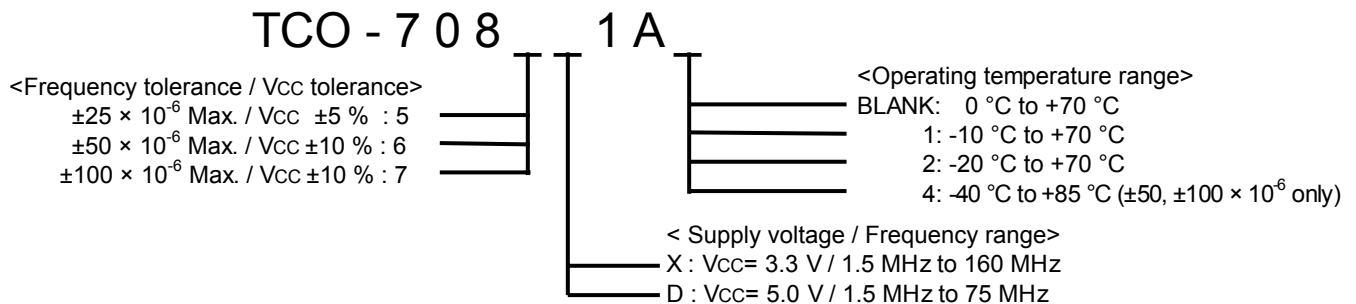 TCO - 7 0 8 _ _ 1 A _
<Frequency tolerance / VCC tolerance>
±25 × 10-6 Max. / VCC ±5 % : 5
±50 × 10-6 Max. / VCC ±10 % : 6
±100 × 10-6 Max. / VCC ±10 % : 7
<Operating temperature range>
BLANK: 0 °C to +70 °C
1: -10 °C to +70 °C
2: -20 °C to +70 °C
4: -40 °C to +85 °C (±50, ±100 × 10-6 only)
< Supply voltage / Frequency range>
X : VCC= 3.3 V / 1.5 MHz to 160 MHz
D : VCC= 5.0 V / 1.5 MHz to 75 MHz